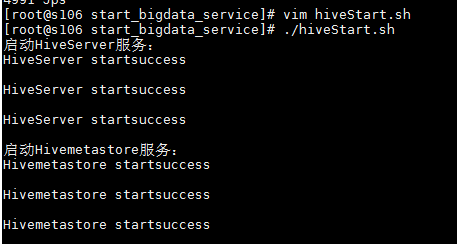 4991 Jps
[root@s106 start_bigdata_service]# vim hiveStart.sh
[root@s106 start_bigdata_service]# ./hiveStart.sh
启动HiveServer服务：
HiveServer startsuccess
HiveServer startsuccess
HiveServer startsuccess
启动Hivemetastore服务：
Hivemetastore startsuccess
Hivemetastore startsuccess
Hivemetastore startsuccess